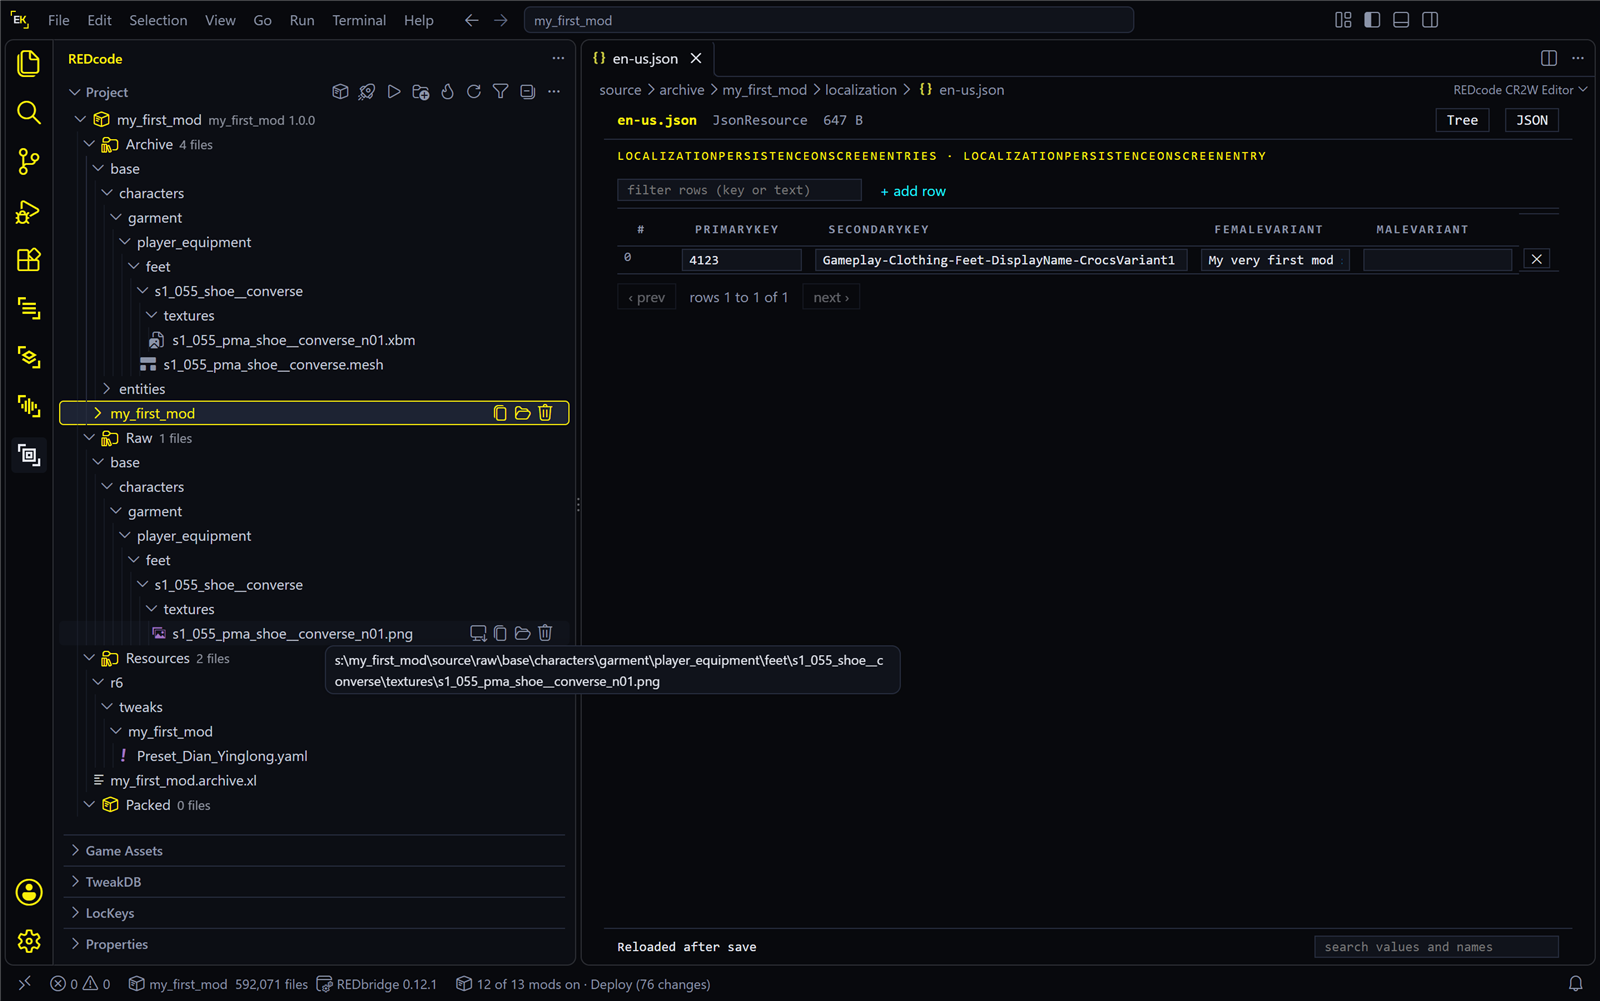 EK
File Edit Selection View Go Run Terminal Help
my_first_mod
REDcode
Project
my_first_mod my_first_mod 1.0.0
Archive 4 files
base
characters
garment
player_equipment
feet
s1_055_shoe__converse
textures
s1_055_pma_shoe__converse_n01.xbm
s1_055_pma_shoe__converse.mesh
entities
my_first_mod
Raw 1 files
base
characters
garment
player_equipment
feet
s1_055_shoe__converse
textures
s1_055_pma_shoe__converse_n01.png
s:\my_first_mod\source\raw\base\characters\garment\player_equipment\feet\s1_055_shoe__c
onverse\textures\s1_055_pma_shoe__converse_n01.png
Resources 2 files
r6
tweaks
my_first_mod
Preset_Dian_Yinglong.yaml
my_first_mod.archive.xl
Packed 0 files
Game Assets
TweakDB
LocKeys
Properties
{} en-us.json
source > archive > my_first_mod > localization > {} en-us.json
REDcode CR2W Editor
en-us.json JsonResource 647 B
Tree JSON
LOCALIZATIONPERSISTENCEONSCREENENTRIES · LOCALIZATIONPERSISTENCEONSCREENENTRY
filter rows (key or text) + add row
# PRIMARYKEY SECONDARYKEY FEMALEVARIANT MALEVARIANT
0 4123 Gameplay-Clothing-Feet-DisplayName-CrocsVariant1 My very first mod
‹ prev rows 1 to 1 of 1 next ›
Reloaded after save
search values and names
0 0 my_first_mod 592,071 files REDbridge 0.12.1 12 of 13 mods on · Deploy (76 changes)